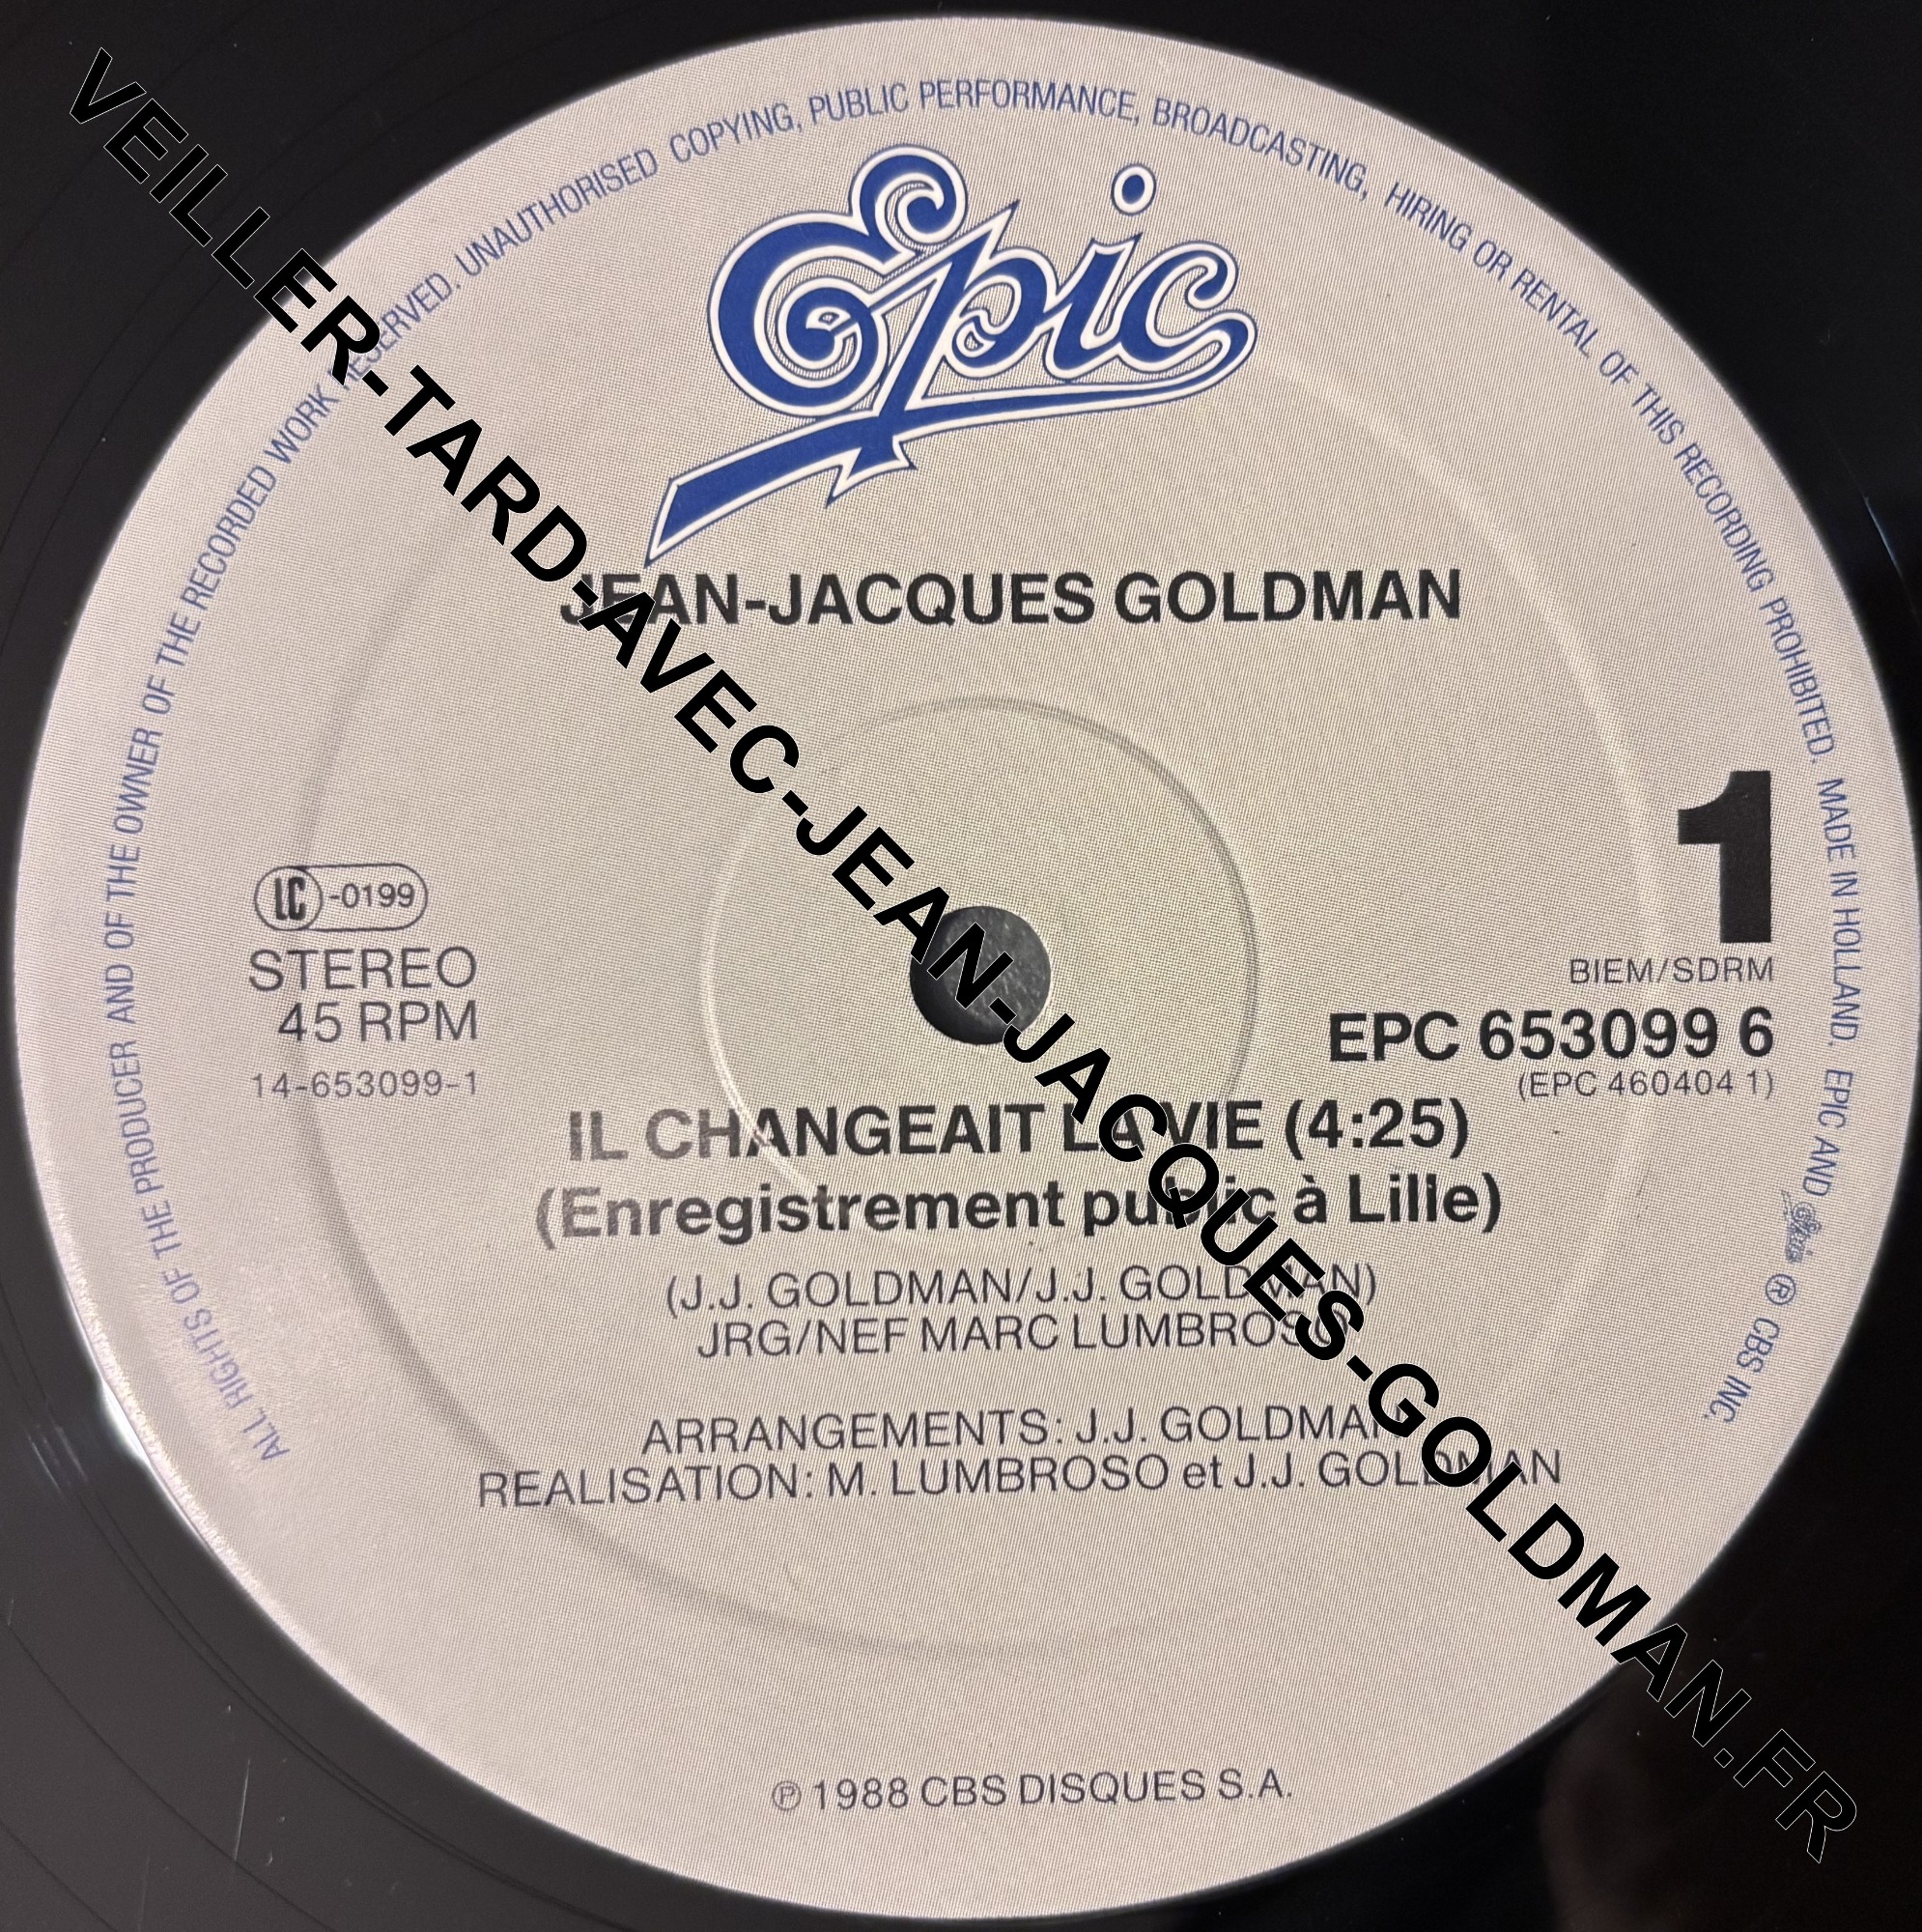 ALL RIGHTS OF THE PRODUCER AND OF THE OWNER OF THE RECORDED WORK RESERVED. UNAUTHORISED COPYING, PUBLIC PERFORMANCE, BROADCASTING, HIRING OR RENTAL OF THIS RECORDING PROHIBITED. MADE IN HOLLAND. EPIC AND Epic ® CBS INC.
Epic
JEAN-JACQUES GOLDMAN
1
LC-0199
STEREO
45 RPM
14-653099-1
BIEM/SDRM
EPC 653099 6
(EPC 460404 1)
IL CHANGEAIT LA VIE (4:25)
(Enregistrement public à Lille)
(J.J. GOLDMAN/J.J. GOLDMAN)
JRG/NEF MARC LUMBROSO
ARRANGEMENTS: J.J. GOLDMAN
REALISATION: M. LUMBROSO et J.J. GOLDMAN
℗ 1988 CBS DISQUES S.A.
VEILLER-TARD-AVEC-JEAN-JACQUES-GOLDMAN.FR